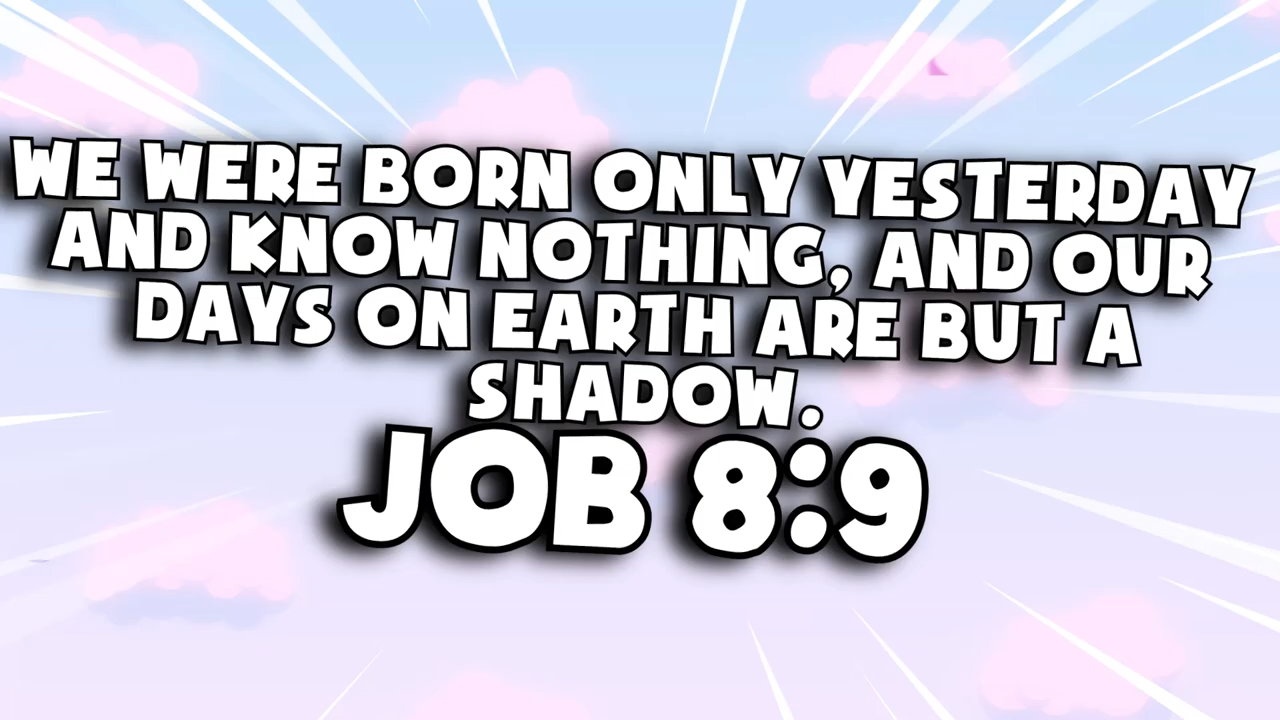 WE WERE BORN ONLY YESTERDAY
AND KNOW NOTHING, AND OUR
DAYS ON EARTH ARE BUT A
SHADOW.
JOB 8:9